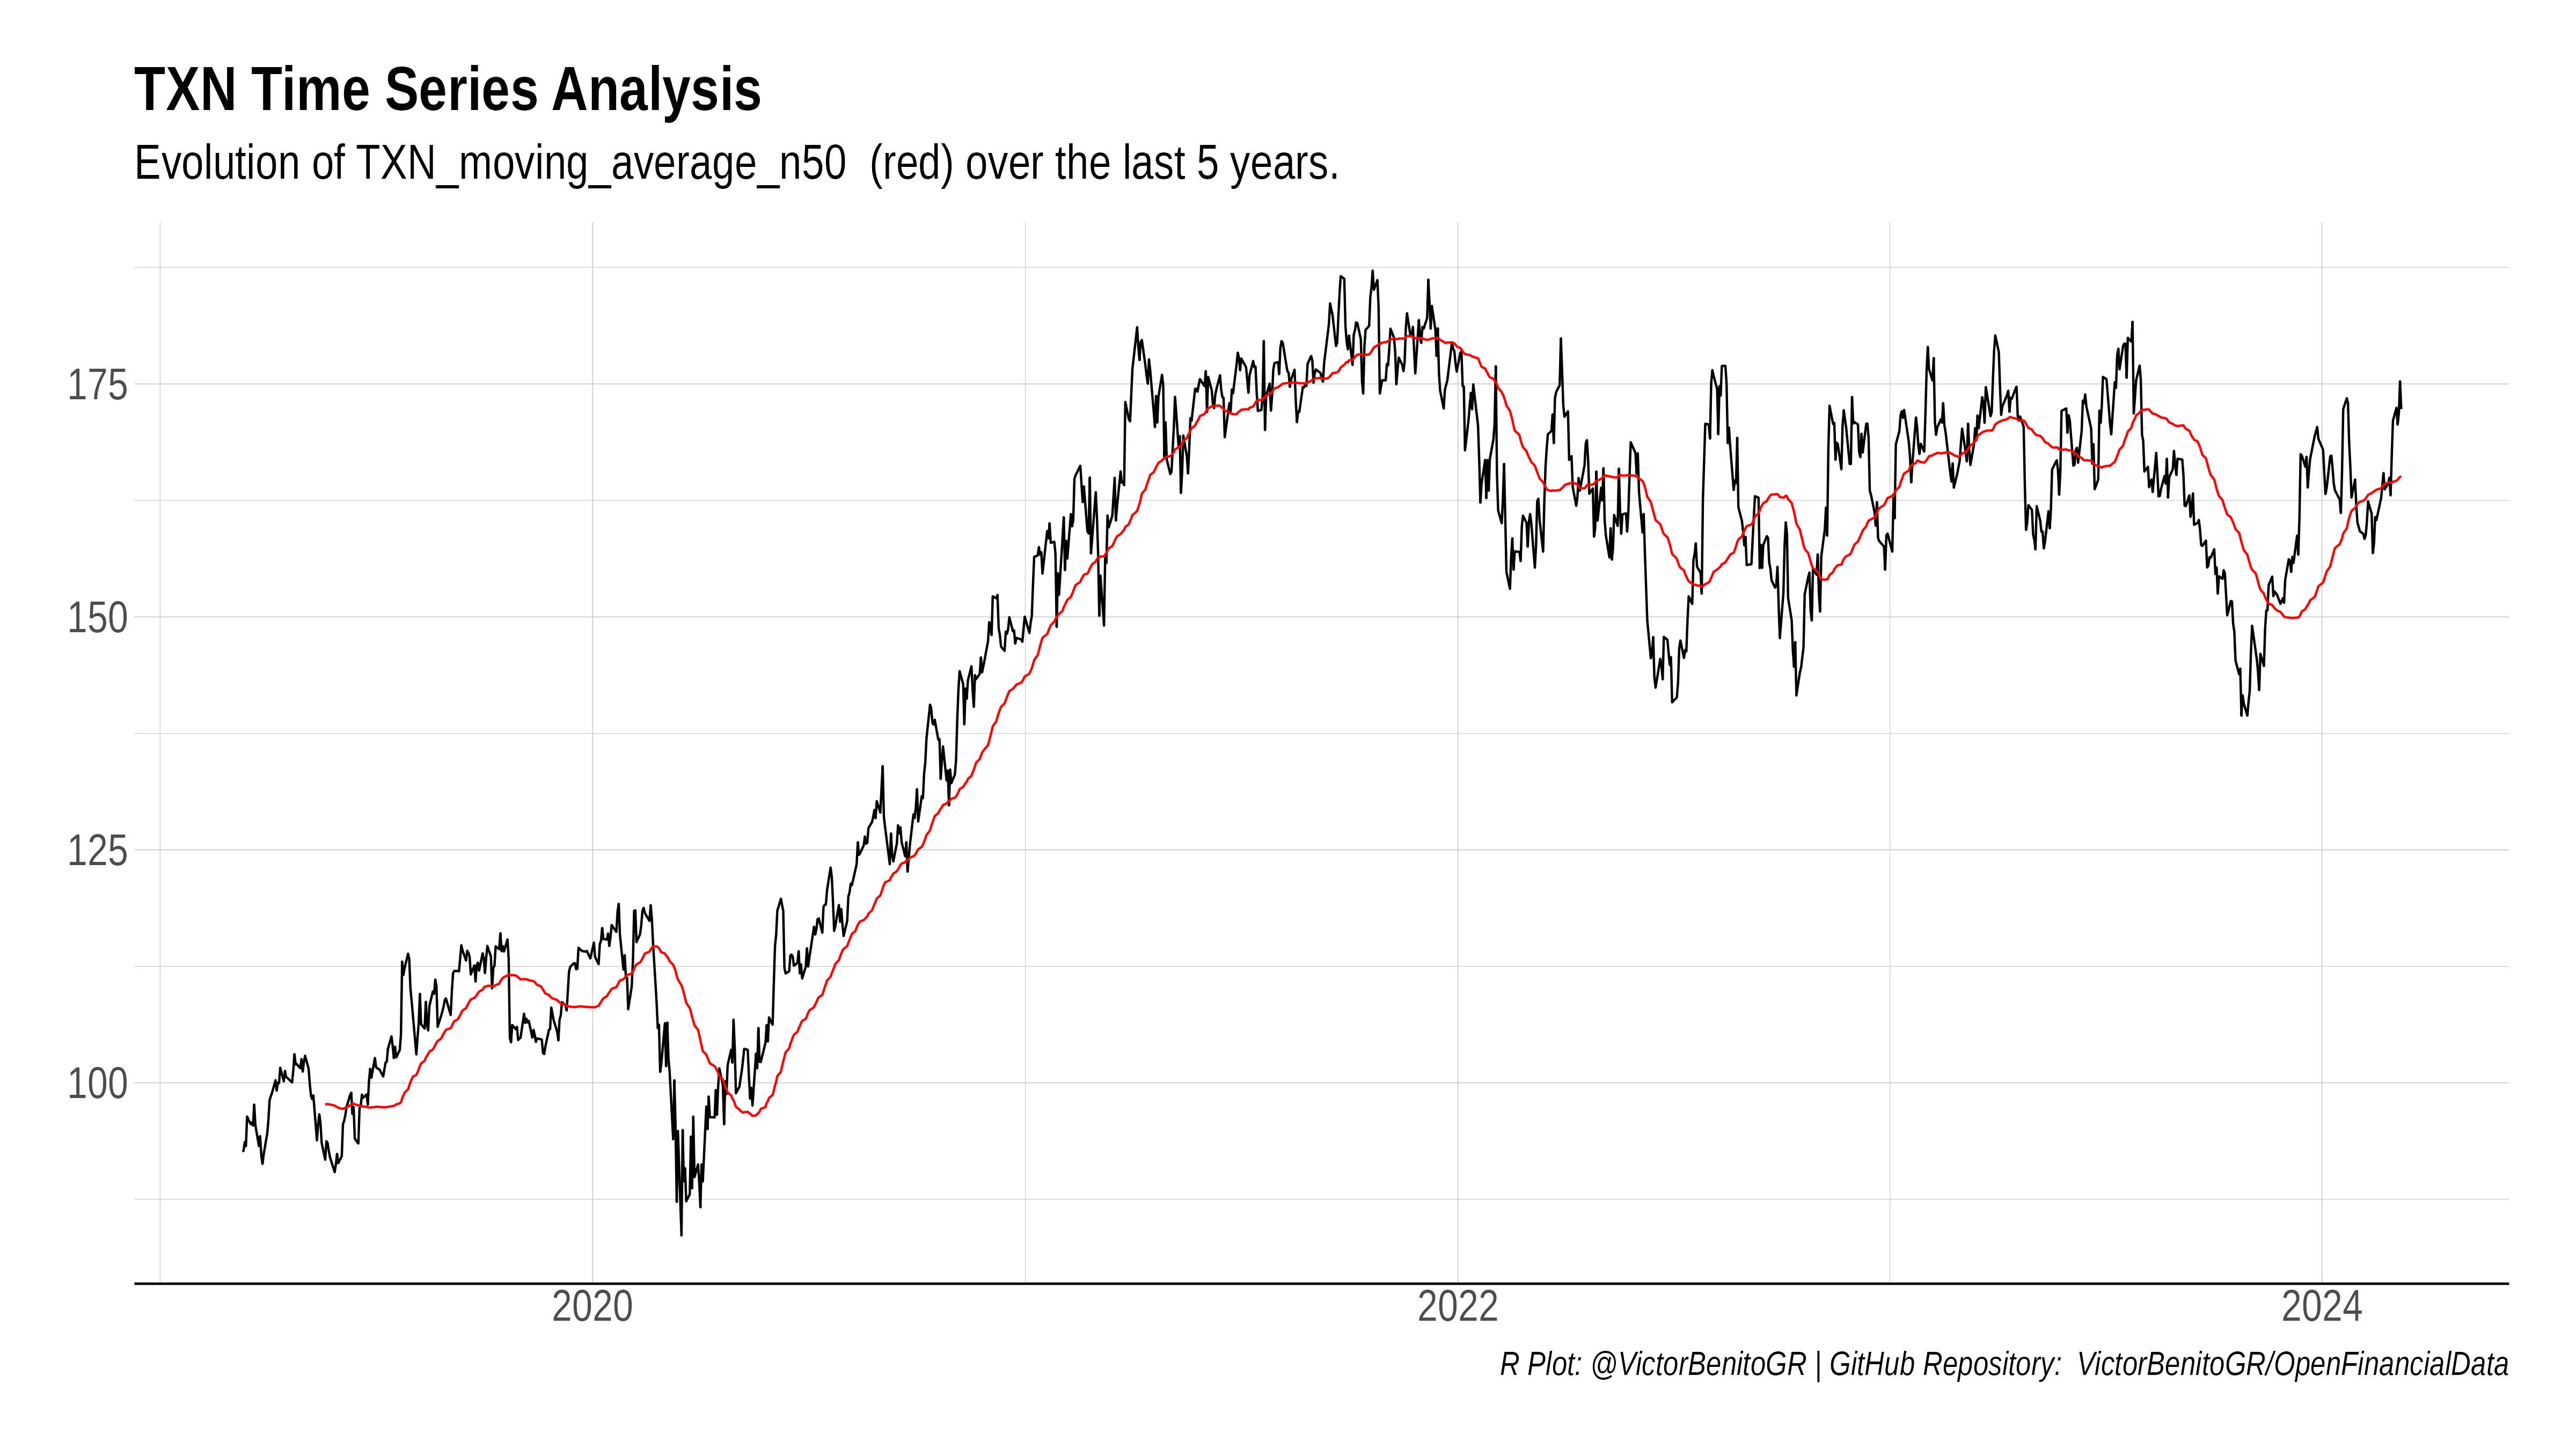 TXN Time Series Analysis
Evolution of TXN_moving_average_n50  (red) over the last 5 years.
175
150
125
100
2020 2022 2024
R Plot: @VictorBenitoGR | GitHub Repository:  VictorBenitoGR/OpenFinancialData